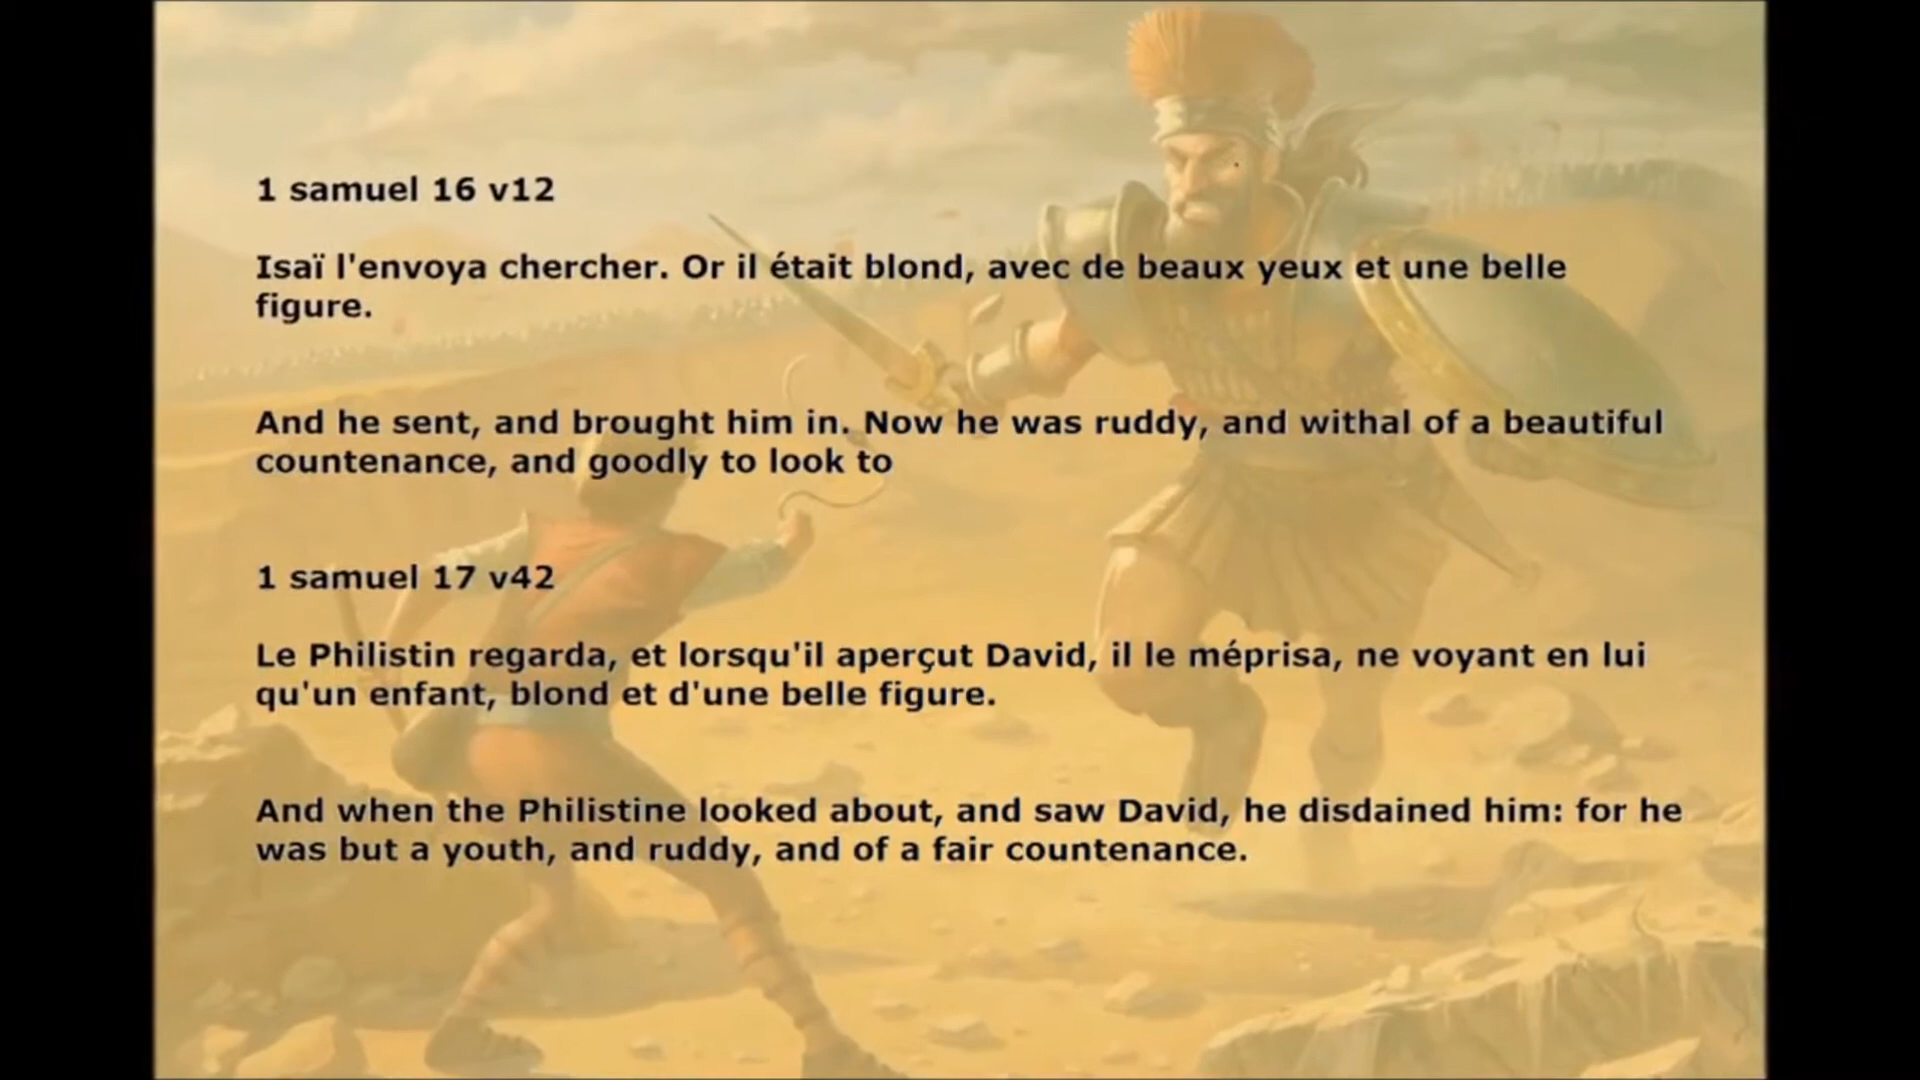 1 samuel 16 v12
Isaï l'envoya chercher. Or il était blond, avec de beaux yeux et une belle
figure.
And he sent, and brought him in. Now he was ruddy, and withal of a beautiful
countenance, and goodly to look to
1 samuel 17 v42
Le Philistin regarda, et lorsqu'il aperçut David, il le méprisa, ne voyant en lui
qu'un enfant, blond et d'une belle figure.
And when the Philistine looked about, and saw David, he disdained him: for he
was but a youth, and ruddy, and of a fair countenance.